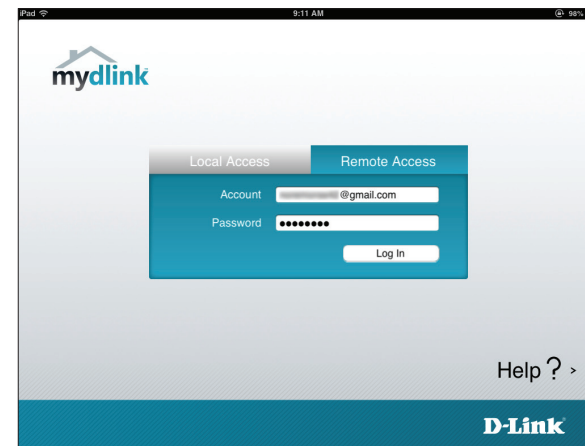 iPad 9:11 AM 98%
mydlink
Local Access Remote Access
Account @gmail.com
Password ●●●●●●●●
Log In
Help ? >
D-Link